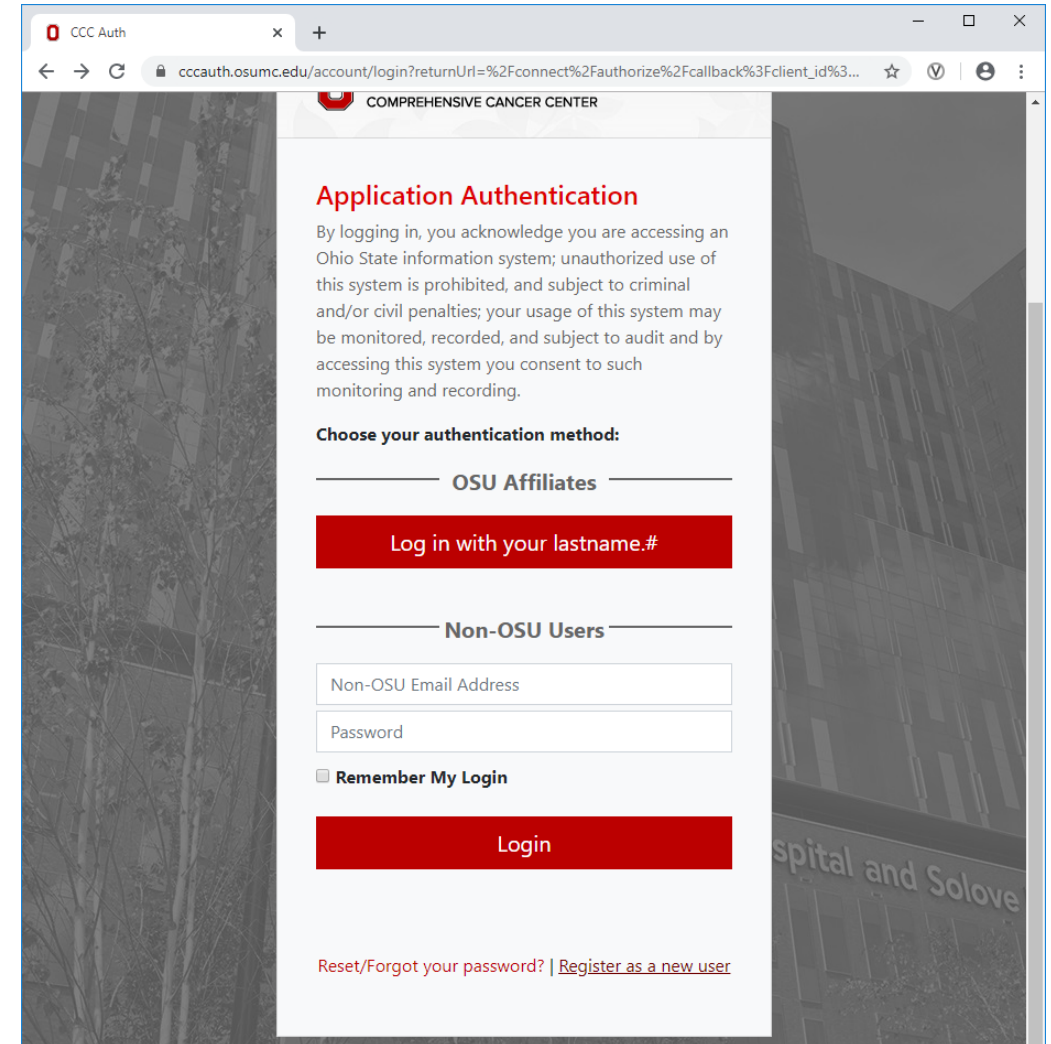 CCC Auth
cccauth.osumc.edu/account/login?returnUrl=%2Fconnect%2Fauthorize%2Fcallback%3Fclient_id%3...
COMPREHENSIVE CANCER CENTER
Application Authentication
By logging in, you acknowledge you are accessing an
Ohio State information system; unauthorized use of
this system is prohibited, and subject to criminal
and/or civil penalties; your usage of this system may
be monitored, recorded, and subject to audit and by
accessing this system you consent to such
monitoring and recording.
Choose your authentication method:
OSU Affiliates
Log in with your lastname.#
Non-OSU Users
Non-OSU Email Address
Password
Remember My Login
Login
spital and Solove
Reset/Forgot your password? | Register as a new user